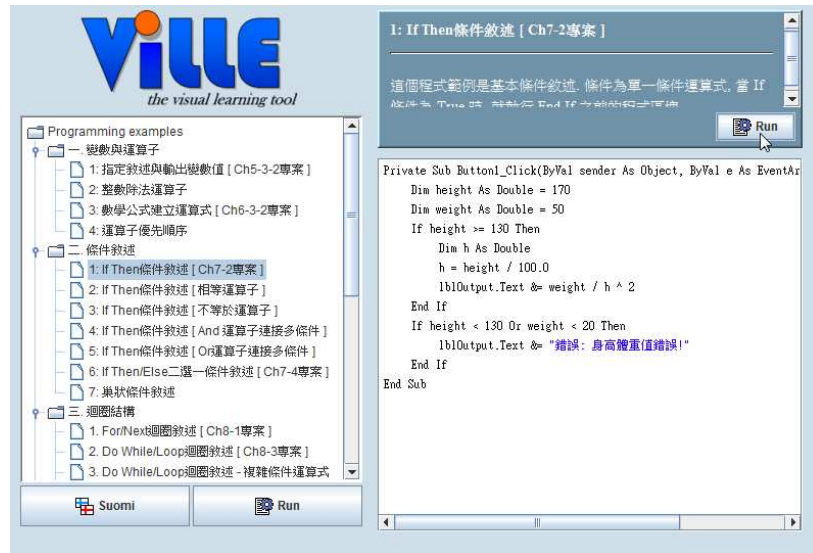 ViLLE
the visual learning tool
Programming examples
一. 變數與運算子
1: 指定敘述與輸出變數值 [ Ch5-3-2專案 ]
2: 整數除法運算子
3: 數學公式建立運算式 [ Ch6-3-2專案 ]
4: 運算子優先順序
二. 條件敘述
1: If Then條件敘述 [ Ch7-2專案 ]
2: If Then條件敘述 [ 相等運算子 ]
3: If Then條件敘述 [ 不等於運算子 ]
4: If Then條件敘述 [ And 運算子連接多條件 ]
5: If Then條件敘述 [ Or運算子連接多條件 ]
6: If Then/Else二選一條件敘述 [ Ch7-4專案 ]
7: 巢狀條件敘述
三. 迴圈結構
1. For/Next迴圈敘述 [ Ch8-1專案 ]
2. Do While/Loop迴圈敘述 [ Ch8-3專案 ]
3. Do While/Loop迴圈敘述 - 複雜條件運算式
Suomi
Run
1: If Then條件敘述 [ Ch7-2專案 ]
這個程式範例是基本條件敘述. 條件為單一條件運算式, 當 If
條件為 True 時, 就執行 End If 之前的程式區塊
Run
Private Sub Button1_Click(ByVal sender As Object, ByVal e As EventAr
Dim height As Double = 170
Dim weight As Double = 50
If height >= 130 Then
Dim h As Double
h = height / 100.0
lblOutput.Text &= weight / h ^ 2
End If
If height < 130 Or weight < 20 Then
lblOutput.Text &= "錯誤: 身高體重值錯誤!"
End If
End Sub